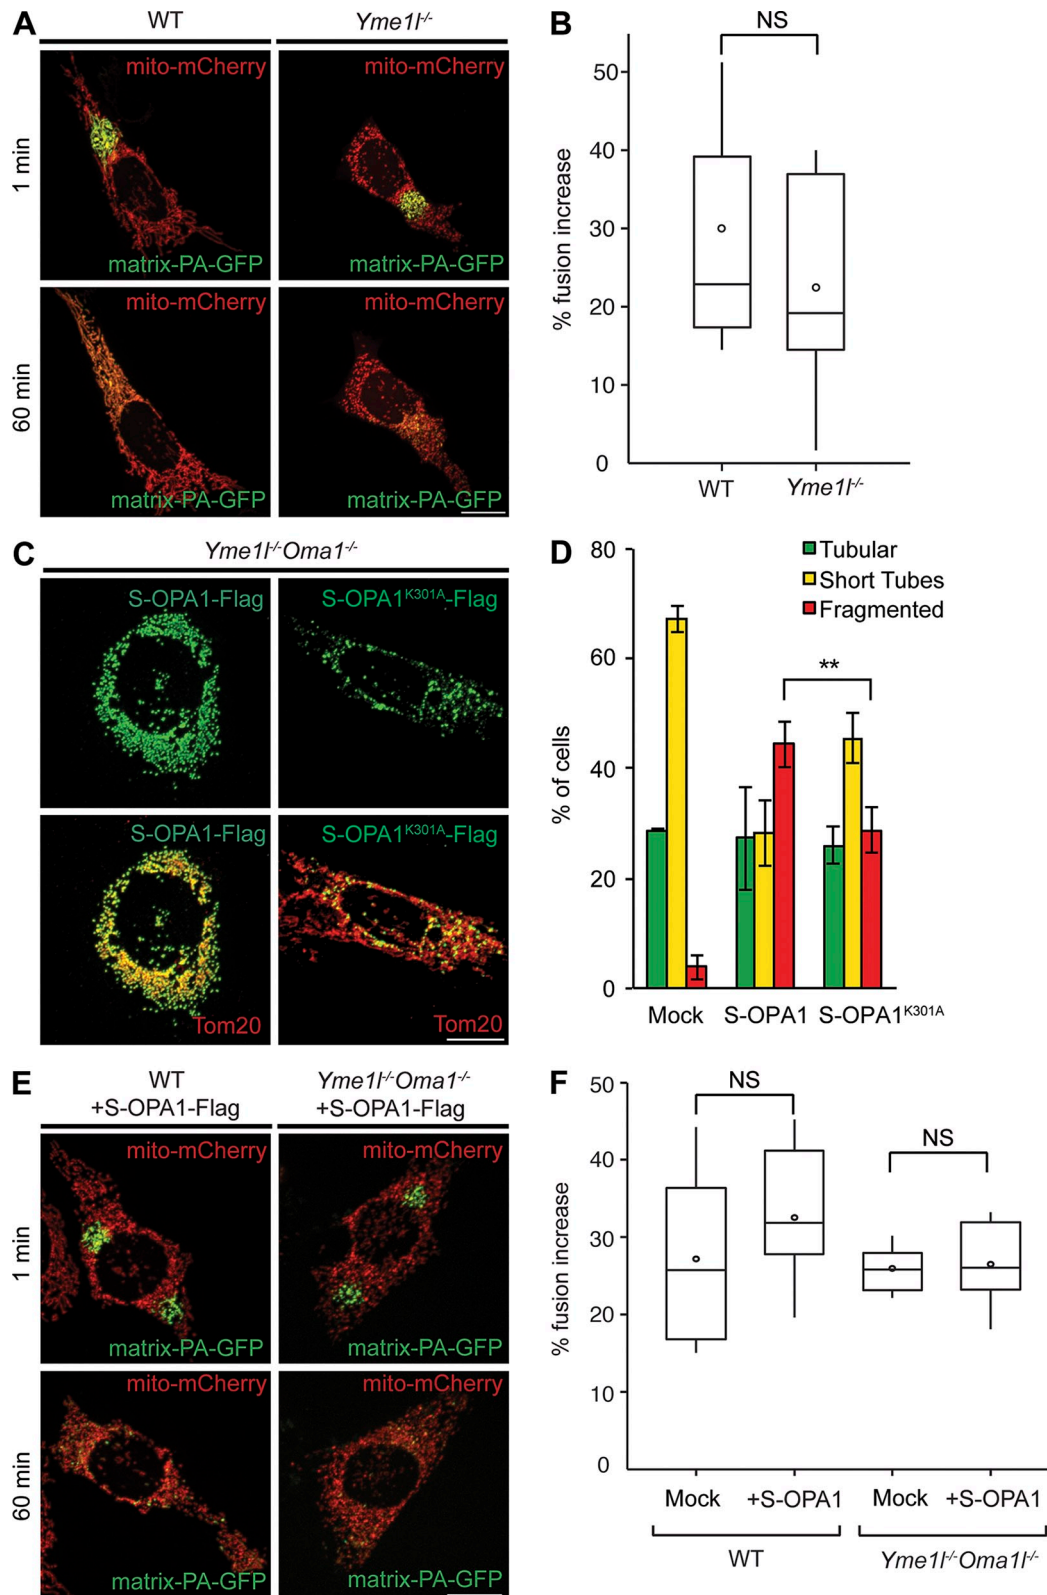 A
WT
Yme1l-/-
1 min
mito-mCherry
matrix-PA-GFP
mito-mCherry
matrix-PA-GFP
60 min
mito-mCherry
matrix-PA-GFP
mito-mCherry
matrix-PA-GFP
B
NS
% fusion increase
50
40
30
20
10
0
WT
Yme1l-/-
C
Yme1l-/-Oma1-/-
S-OPA1-Flag
S-OPA1K301A-Flag
S-OPA1-Flag
Tom20
S-OPA1K301A-Flag
Tom20
D
Tubular
Short Tubes
Fragmented
**
% of cells
80
60
40
20
0
Mock
S-OPA1
S-OPA1K301A
E
WT
+S-OPA1-Flag
Yme1l-/-Oma1-/-
+S-OPA1-Flag
1 min
mito-mCherry
matrix-PA-GFP
mito-mCherry
matrix-PA-GFP
60 min
mito-mCherry
matrix-PA-GFP
mito-mCherry
matrix-PA-GFP
F
NS
NS
% fusion increase
50
40
30
20
10
0
Mock
+S-OPA1
Mock
+S-OPA1
WT
Yme1l-/-Oma1l-/-